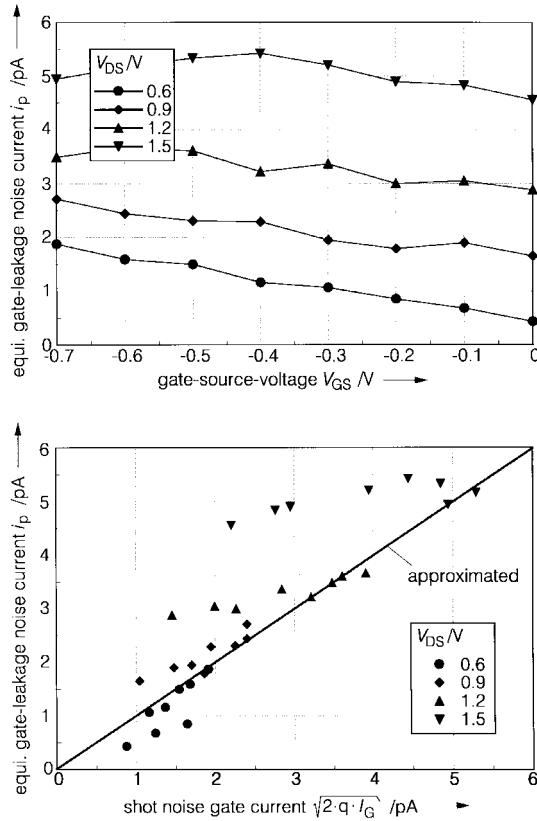 equi. gate-leakage noise current iₚ /pA
6
5
4
3
2
1
0
V_DS/V
0.6
0.9
1.2
1.5
-0.7 -0.6 -0.5 -0.4 -0.3 -0.2 -0.1 0
gate-source-voltage V_GS /V
equi. gate-leakage noise current iₚ /pA
6
5
4
3
2
1
0
approximated
V_DS/V
0.6
0.9
1.2
1.5
0 1 2 3 4 5 6
shot noise gate current √2·q·I_G /pA